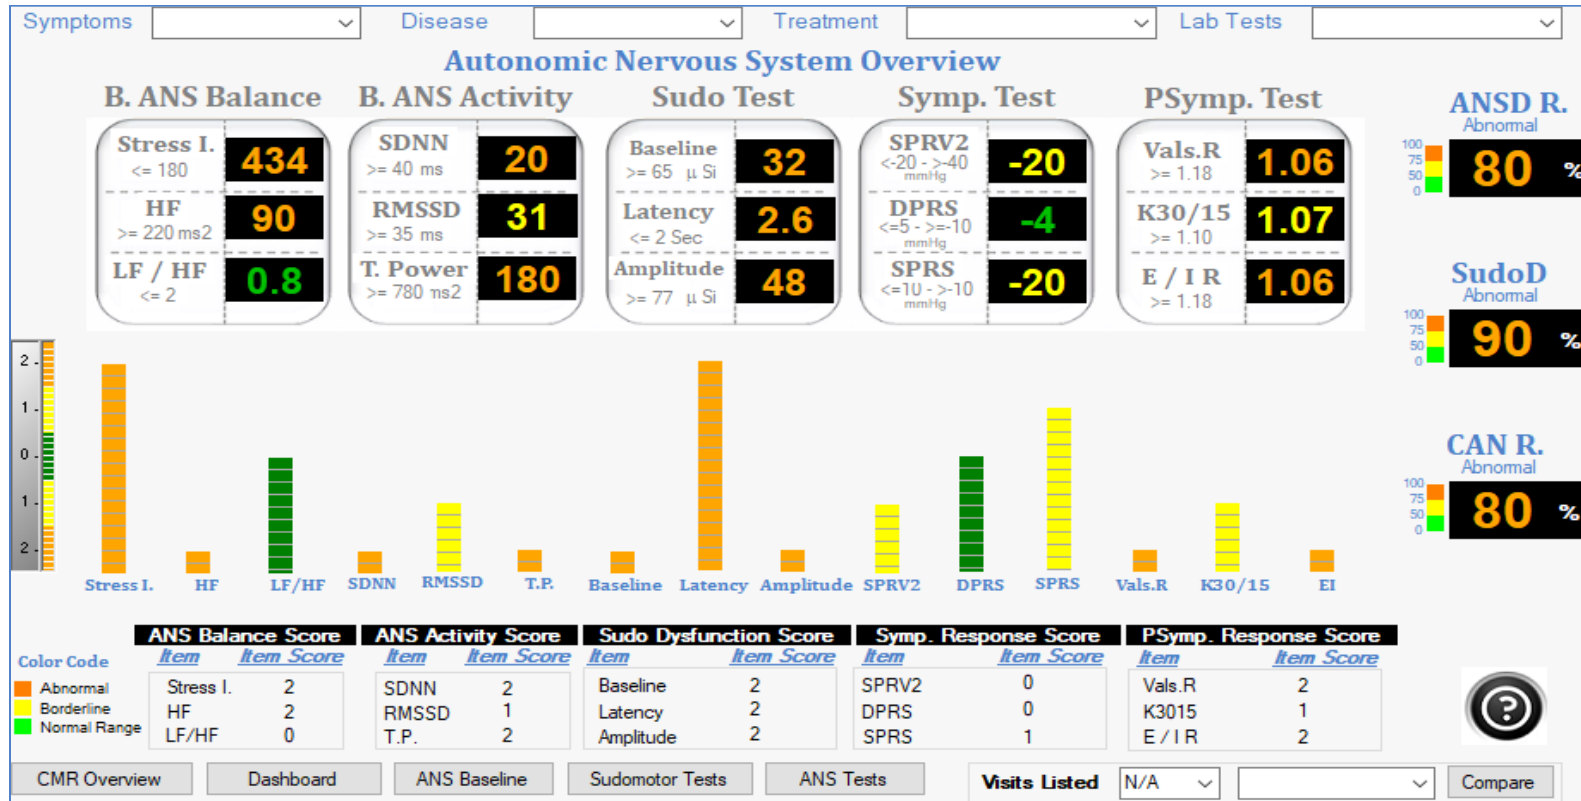 Symptoms Disease Treatment Lab Tests
Autonomic Nervous System Overview
B. ANS Balance B. ANS Activity Sudo Test Symp. Test PSymp. Test
Stress I.
<= 180
434
HF
>= 220 ms2
90
LF / HF
<= 2
0.8
SDNN
>= 40 ms
20
RMSSD
>= 35 ms
31
T. Power
>= 780 ms2
180
Baseline
>= 65 μ Si
32
Latency
<= 2 Sec
2.6
Amplitude
>= 77 μ Si
48
SPRV2
<-20 - >-40
mmHg
-20
DPRS
<=5 - >=-10
mmHg
-4
SPRS
<=10 - >-10
mmHg
-20
Vals.R
>= 1.18
1.06
K30/15
>= 1.10
1.07
E / I R
>= 1.18
1.06
ANSD R.
Abnormal
100
75
50
0
80 %
SudoD
Abnormal
100
75
50
0
90 %
CAN R.
Abnormal
100
75
50
0
80 %
2 -
1 -
0 -
1 -
2 -
Stress I. HF LF/HF SDNN RMSSD T.P. Baseline Latency Amplitude SPRV2 DPRS SPRS Vals.R K30/15 EI
Color Code
Abnormal
Borderline
Normal Range
ANS Balance Score
Item Item Score
Stress I. 2
HF 2
LF/HF 0
ANS Activity Score
Item Item Score
SDNN 2
RMSSD 1
T.P. 2
Sudo Dysfunction Score
Item Item Score
Baseline 2
Latency 2
Amplitude 2
Symp. Response Score
Item Item Score
SPRV2 0
DPRS 0
SPRS 1
PSymp. Response Score
Item Item Score
Vals.R 2
K3015 1
E / I R 2
?
CMR Overview Dashboard ANS Baseline Sudomotor Tests ANS Tests Visits Listed N/A Compare